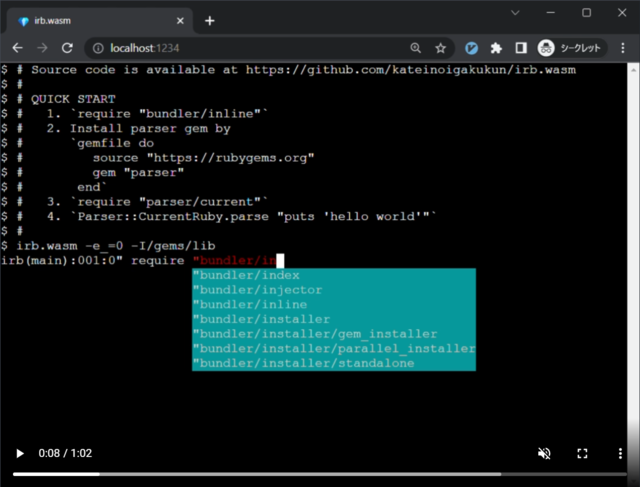 irb.wasm
localhost:1234
シークレット
$ # Source code is available at https://github.com/kateinoigakukun/irb.wasm
$ #
$ # QUICK START
$ #   1. `require "bundler/inline"`
$ #   2. Install parser gem by
$ #      `gemfile do
$ #         source "https://rubygems.org"
$ #         gem "parser"
$ #       end`
$ #   3. `require "parser/current"`
$ #   4. `Parser::CurrentRuby.parse "puts 'hello world'"`
$ #
$ irb.wasm -e_=0 -I/gems/lib
irb(main):001:0" require "bundler/in
"bundler/index
"bundler/injector
"bundler/inline
"bundler/installer
"bundler/installer/gem_installer
"bundler/installer/parallel_installer
"bundler/installer/standalone
0:08 / 1:02